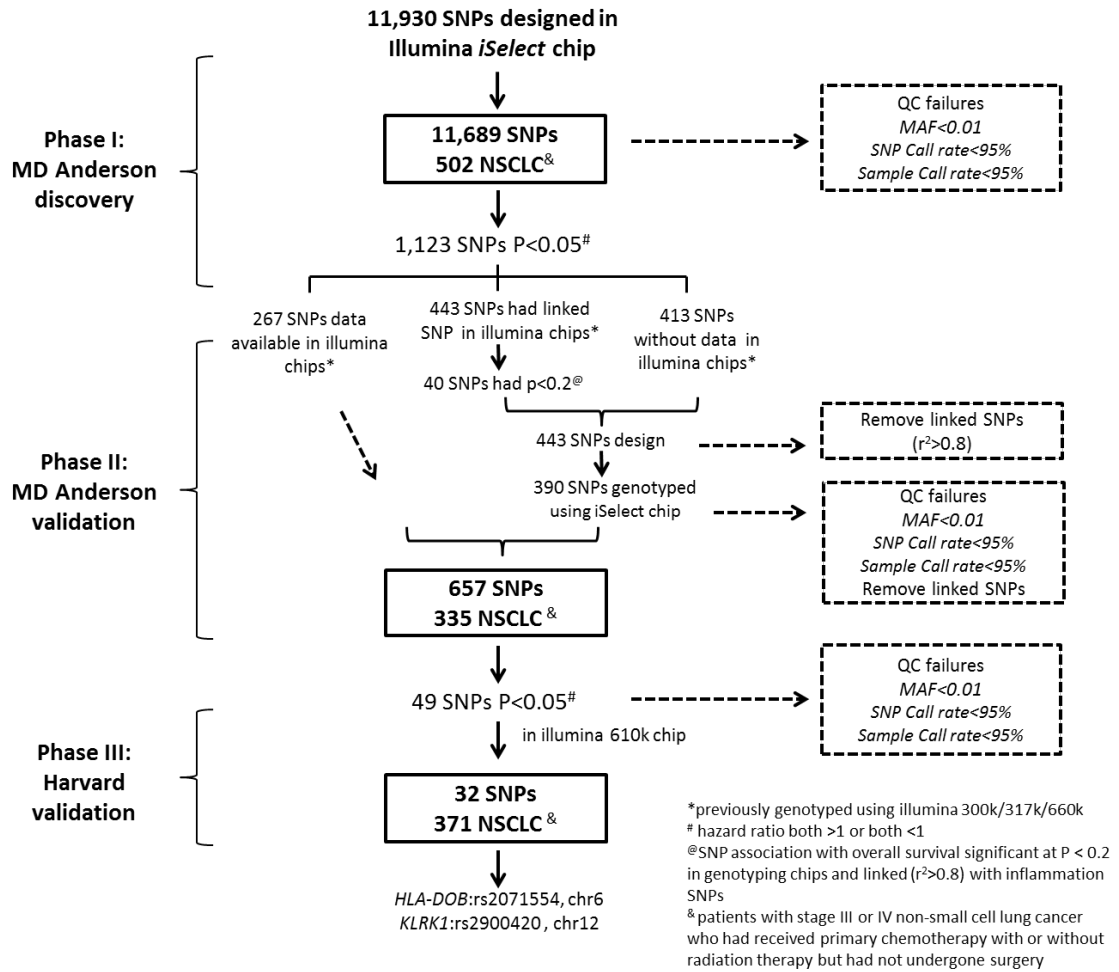 11,930 SNPs designed in
Illumina iSelect chip
Phase I:
MD Anderson
discovery
11,689 SNPs
502 NSCLC&
QC failures
MAF<0.01
SNP Call rate<95%
Sample Call rate<95%
1,123 SNPs P<0.05#
267 SNPs data
available in illumina
chips*
443 SNPs had linked
SNP in illumina chips*
413 SNPs
without data in
illumina chips*
40 SNPs had p<0.2@
Phase II:
MD Anderson
validation
443 SNPs design
Remove linked SNPs
(r²>0.8)
390 SNPs genotyped
using iSelect chip
QC failures
MAF<0.01
SNP Call rate<95%
Sample Call rate<95%
Remove linked SNPs
657 SNPs
335 NSCLC &
49 SNPs P<0.05#
QC failures
MAF<0.01
SNP Call rate<95%
Sample Call rate<95%
Phase III:
Harvard
validation
in illumina 610k chip
32 SNPs
371 NSCLC &
HLA-DOB:rs2071554, chr6
KLRK1:rs2900420 , chr12
*previously genotyped using illumina 300k/317k/660k
# hazard ratio both >1 or both <1
@SNP association with overall survival significant at P < 0.2
in genotyping chips and linked (r²>0.8) with inflammation
SNPs
& patients with stage III or IV non-small cell lung cancer
who had received primary chemotherapy with or without
radiation therapy but had not undergone surgery